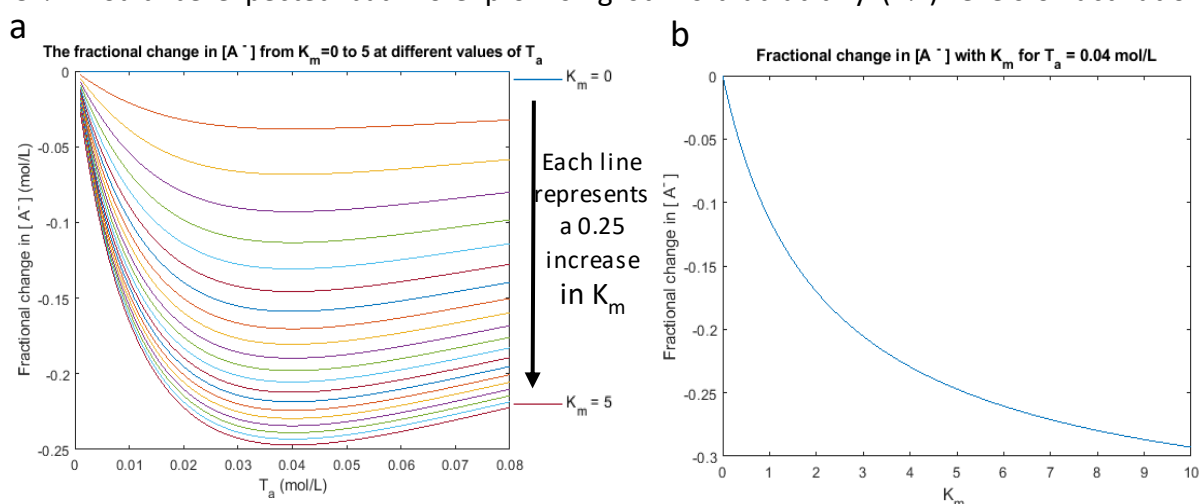 a
The fractional change in [A⁻] from Kₘ=0 to 5 at different values of Tₐ
0
-0.05
-0.1
-0.15
-0.2
-0.25
Fractional change in [ A⁻] (mol/L)
0
0.01
0.02
0.03
0.04
0.05
0.06
0.07
0.08
Tₐ (mol/L)
Kₘ = 0
Each line
represents
a 0.25
increase
in Kₘ
Kₘ = 5
b
Fractional change in [A⁻] with Kₘ for Tₐ = 0.04 mol/L
0
-0.05
-0.1
-0.15
-0.2
-0.25
-0.3
Fractional change in [ A⁻]
0
1
2
3
4
5
6
7
8
9
10
Kₘ